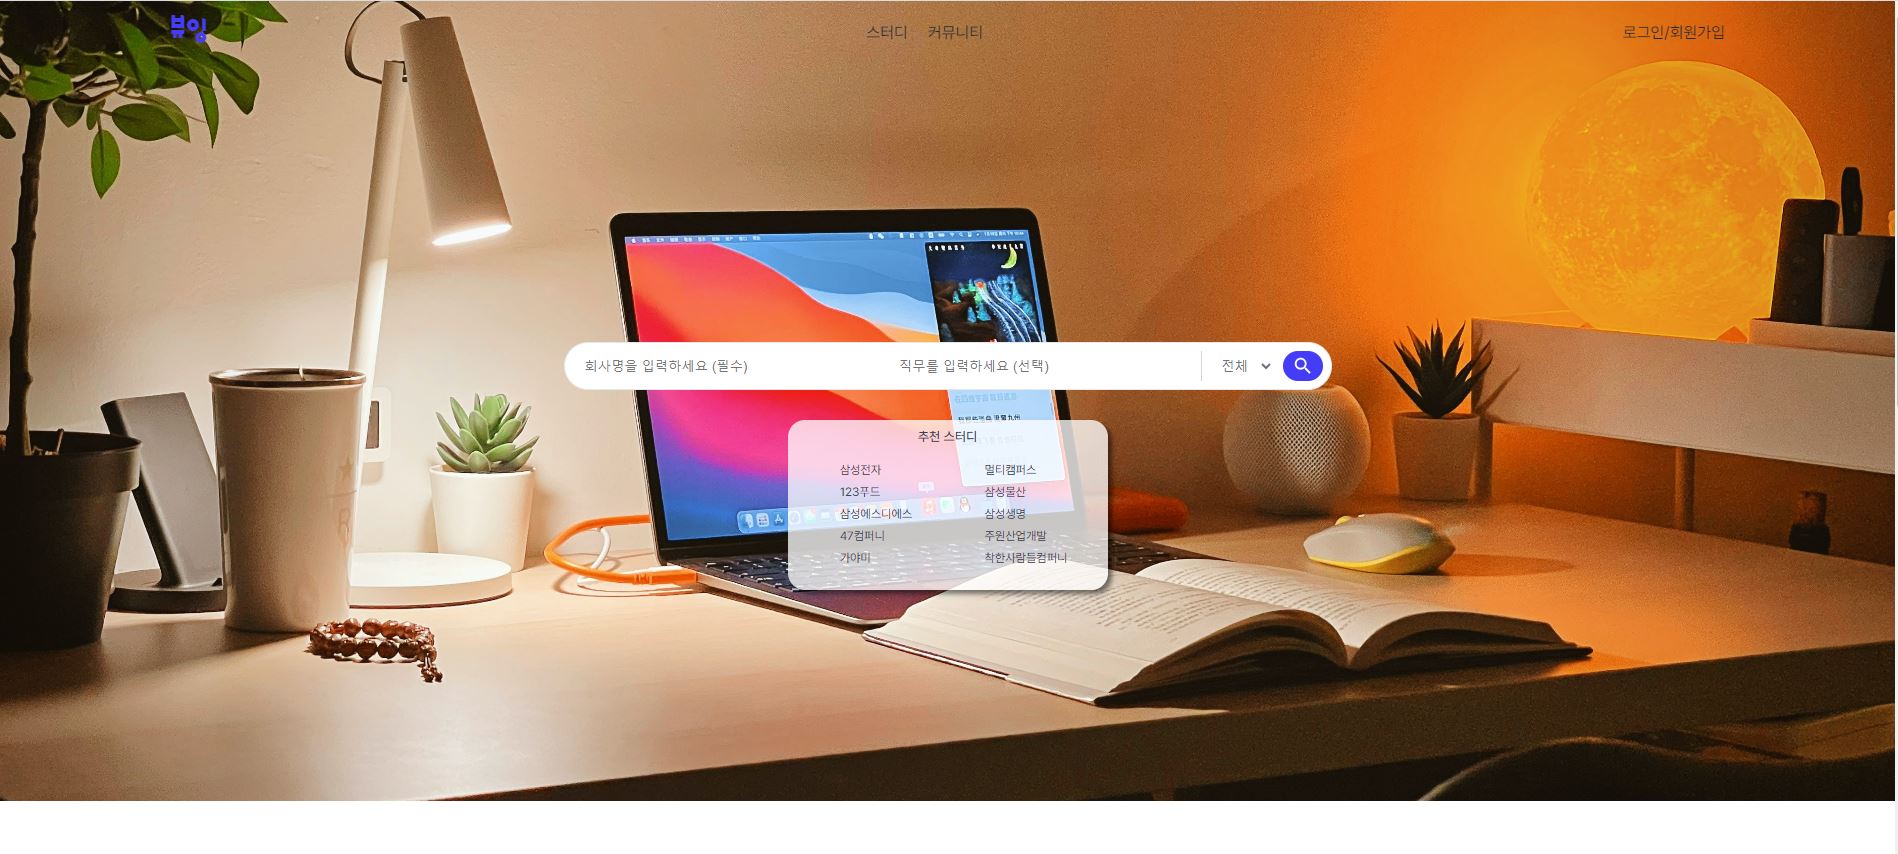 뷰잉
스터디 커뮤니티
로그인/회원가입
회사명을 입력하세요 (필수) 직무를 입력하세요 (선택) 전체
추천 스터디
삼성전자 멀티캠퍼스
123푸드 삼성물산
삼성에스디에스 삼성생명
47컴퍼니 주원산업개발
가야미 착한사람들컴퍼니